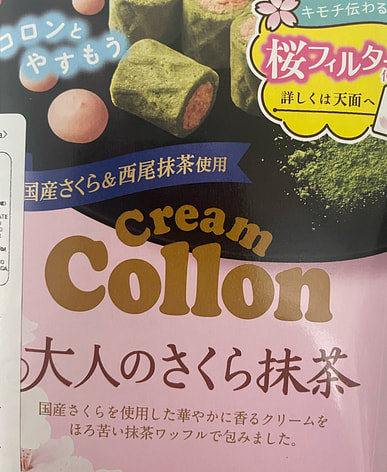 キモチ伝わる
コロンと
やすもう
桜フィルター
詳しくは天面へ
国産さくら&西尾抹茶使用
Cream
Collon
大人のさくら抹茶
国産さくらを使用した華やかに香るクリームを
ほろ苦い抹茶ワッフルで包みました。